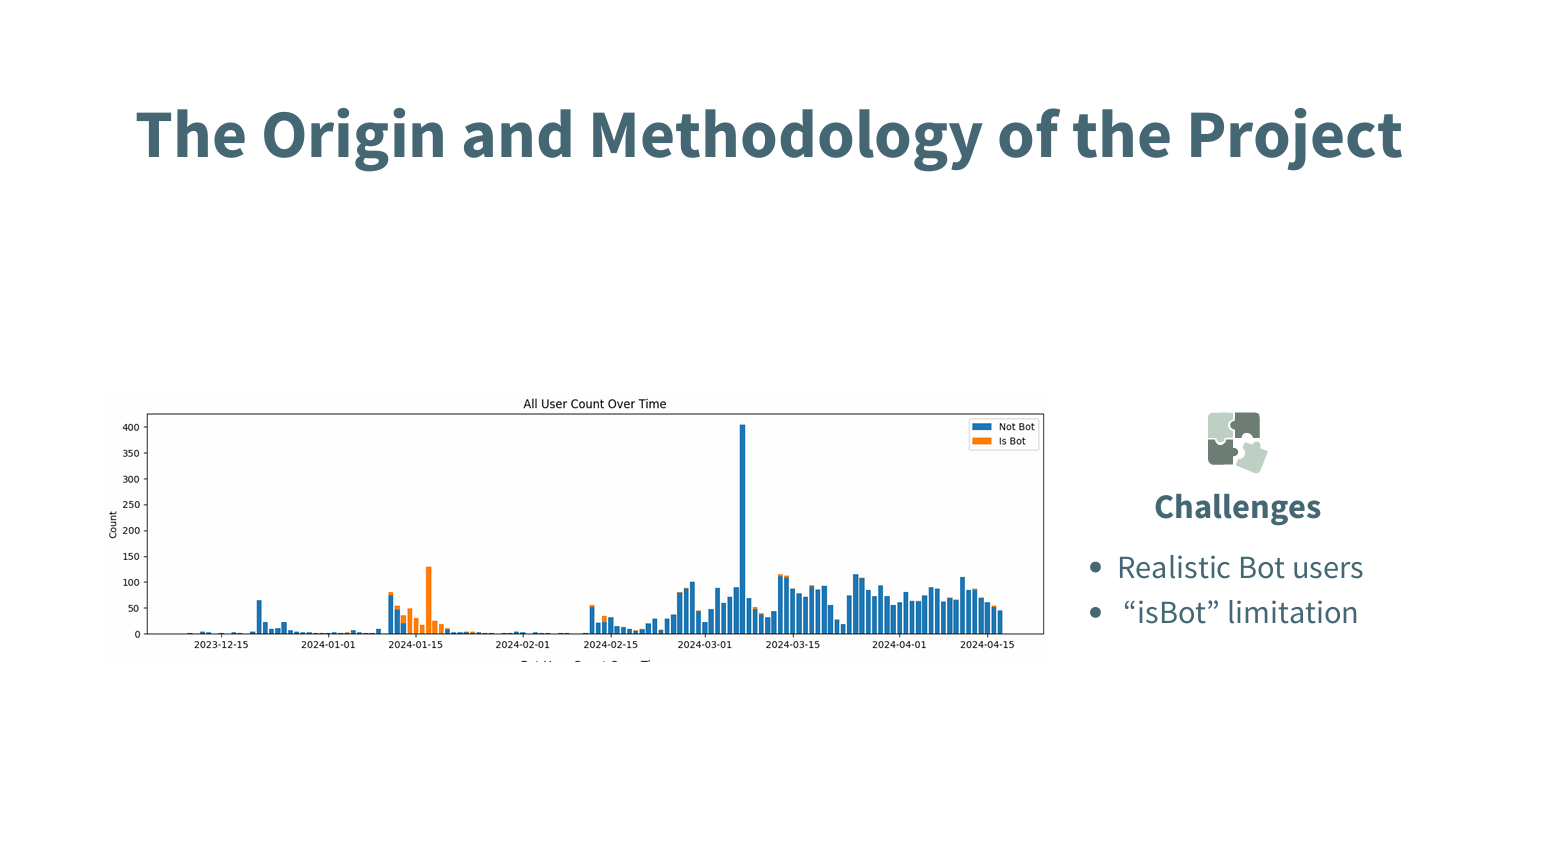 The Origin and Methodology of the Project
All User Count Over Time
Count
400
350
300
250
200
150
100
50
0
2023-12-15
2024-01-01
2024-01-15
2024-02-01
2024-02-15
2024-03-01
2024-03-15
2024-04-01
2024-04-15
Not Bot
Is Bot
Challenges
• Realistic Bot users
• “isBot” limitation